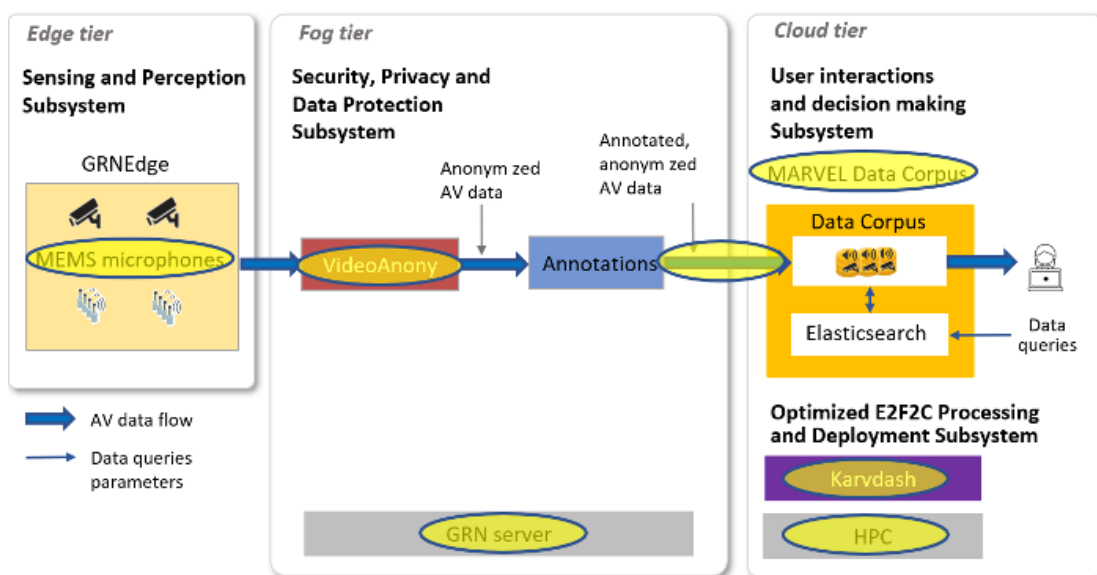 Edge tier
Sensing and Perception
Subsystem
GRNEdge
MEMS microphones
AV data flow
Data queries
parameters
Fog tier
Security, Privacy and
Data Protection
Subsystem
Anonym zed
AV data
Annotated,
anonym zed
AV data
VideoAnony
Annotations
GRN server
Cloud tier
User interactions
and decision making
Subsystem
MARVEL Data Corpus
Data Corpus
Elasticsearch
Data
queries
Optimized E2F2C Processing
and Deployment Subsystem
Karvdash
HPC